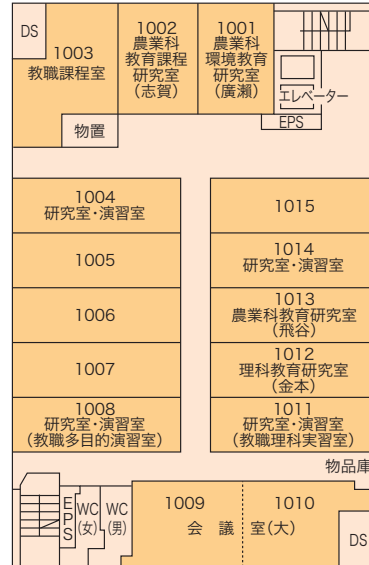 DS
1003
教職課程室
1002
農業科
教育課程
研究室
(志賀)
1001
農業科
環境教育
研究室
(廣瀬)
エレベーター
EPS
物置
1004
研究室・演習室
1015
1005
1014
研究室・演習室
1006
1013
農業科教育研究室
(飛谷)
1007
1012
理科教育研究室
(金本)
1008
研究室・演習室
(教職多目的演習室)
1011
研究室・演習室
(教職理科実習室)
物品庫
EPS
WC
(女)
WC
(男)
1009
1010
会議室(大)
DS